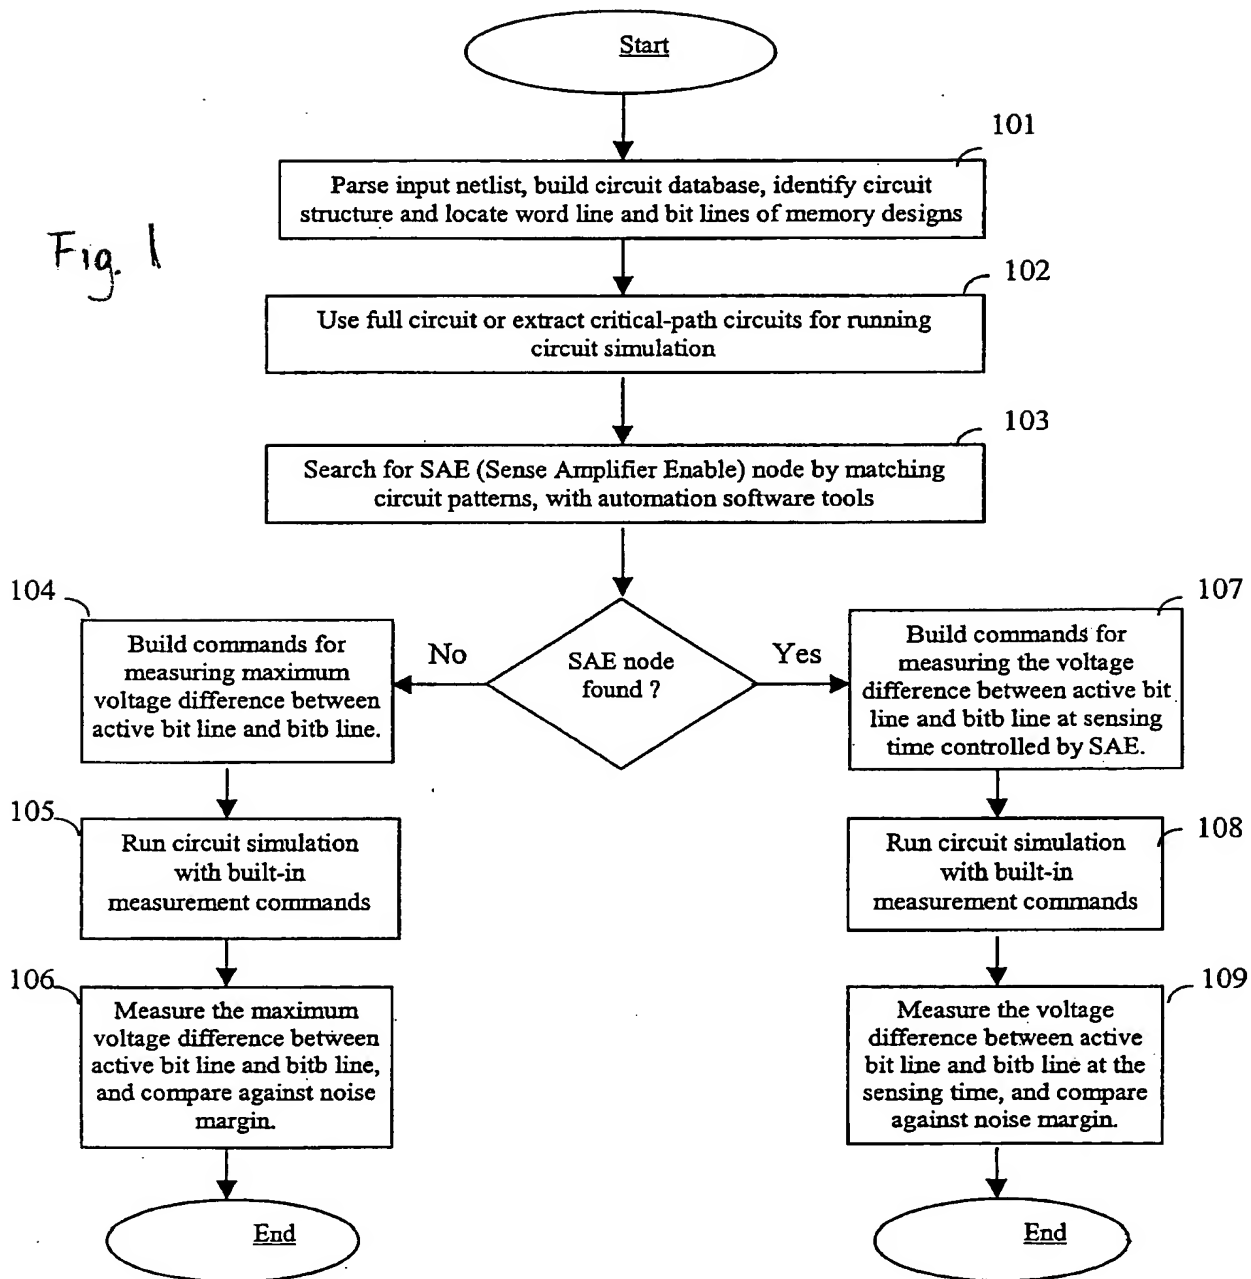 Start
101
Parse input netlist, build circuit database, identify circuit
structure and locate word line and bit lines of memory designs
Fig. 1
102
Use full circuit or extract critical-path circuits for running
circuit simulation
103
Search for SAE (Sense Amplifier Enable) node by matching
circuit patterns, with automation software tools
104
Build commands for
measuring maximum
voltage difference between
active bit line and bitb line.
No
SAE node
found ?
Yes
107
Build commands for
measuring the voltage
difference between active bit
line and bitb line at sensing
time controlled by SAE.
105
Run circuit simulation
with built-in
measurement commands
108
Run circuit simulation
with built-in
measurement commands
106
Measure the maximum
voltage difference between
active bit line and bitb line,
and compare against noise
margin.
109
Measure the voltage
difference between active
bit line and bitb line at the
sensing time, and compare
against noise margin.
End
End